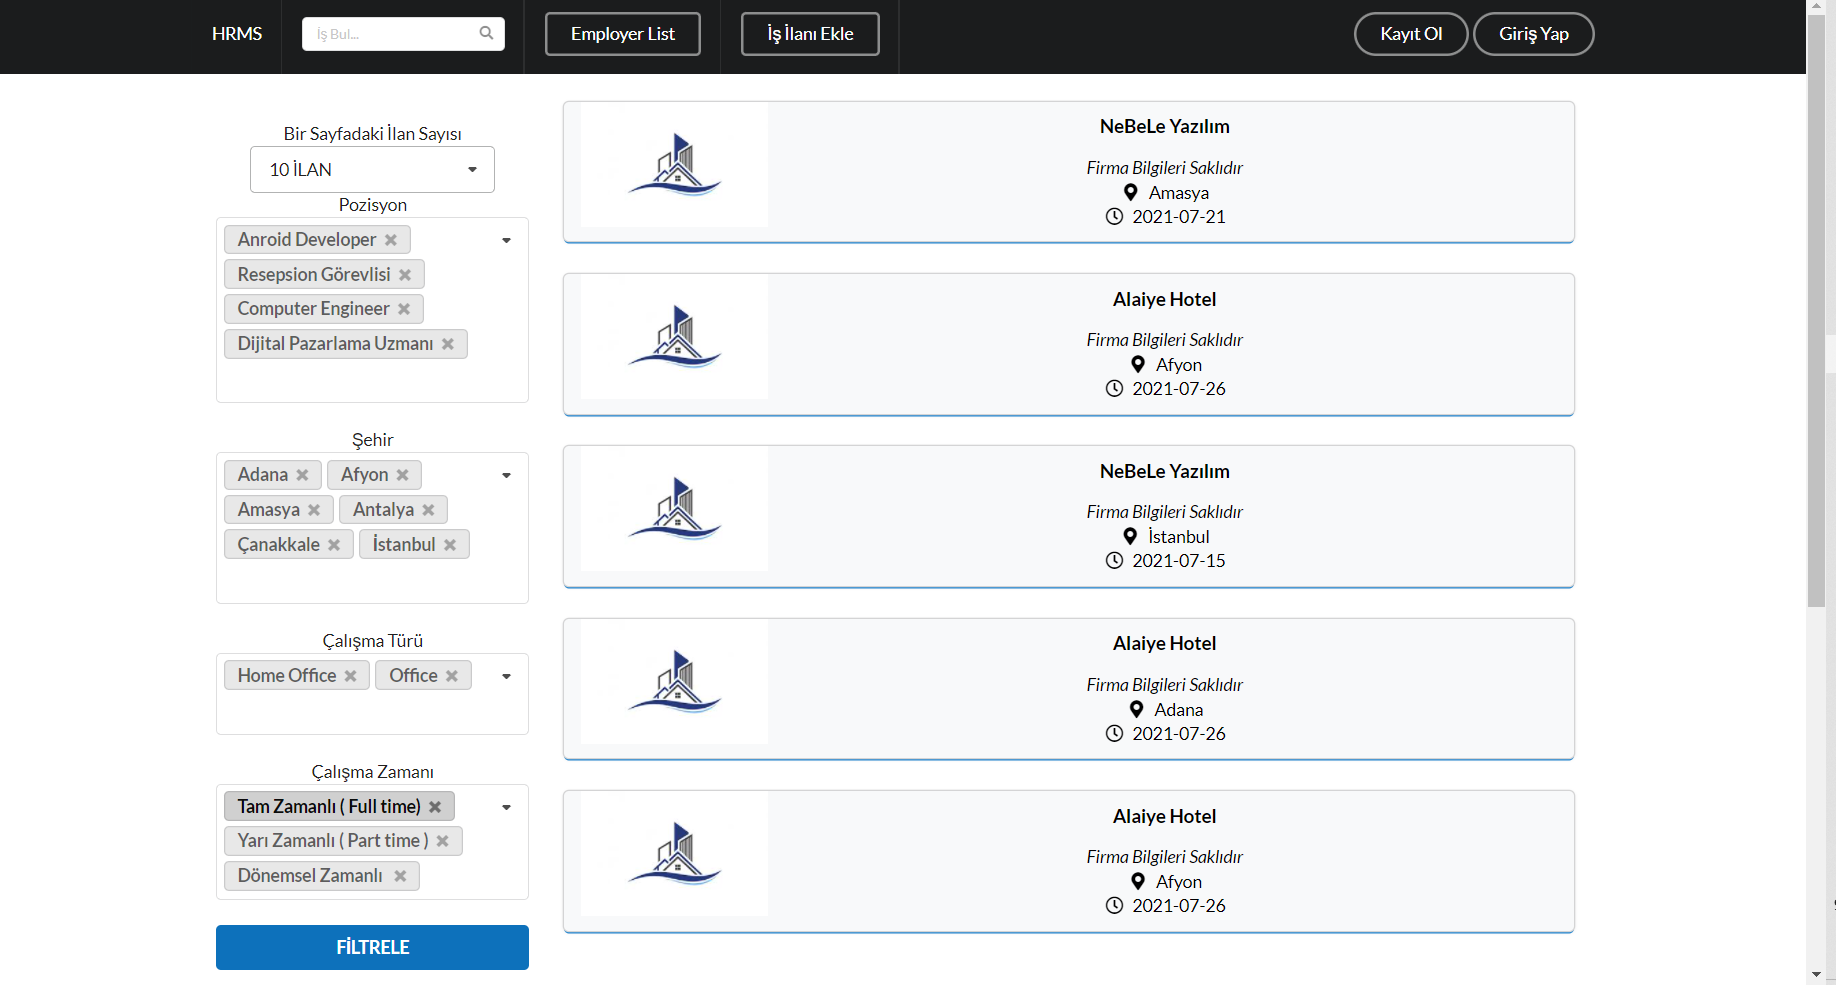 HRMS
İş Bul...
Employer List
İş İlanı Ekle
Kayıt Ol
Giriş Yap
Bir Sayfadaki İlan Sayısı
10 İLAN
Pozisyon
Anroid Developer
Resepsion Görevlisi
Computer Engineer
Dijital Pazarlama Uzmanı
Şehir
Adana
Afyon
Amasya
Antalya
Çanakkale
İstanbul
Çalışma Türü
Home Office
Office
Çalışma Zamanı
Tam Zamanlı ( Full time)
Yarı Zamanlı ( Part time )
Dönemsel Zamanlı
FİLTRELE
NeBeLe Yazılım
Firma Bilgileri Saklıdır
Amasya
2021-07-21
Alaiye Hotel
Firma Bilgileri Saklıdır
Afyon
2021-07-26
NeBeLe Yazılım
Firma Bilgileri Saklıdır
İstanbul
2021-07-15
Alaiye Hotel
Firma Bilgileri Saklıdır
Adana
2021-07-26
Alaiye Hotel
Firma Bilgileri Saklıdır
Afyon
2021-07-26